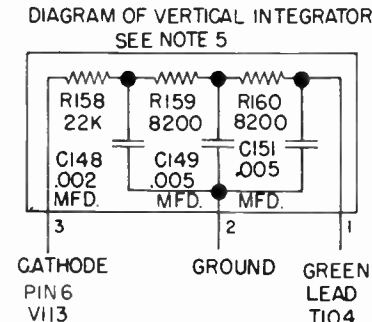 DIAGRAM OF VERTICAL INTEGRATOR
SEE NOTE 5
R158 R159 R160
22K 8200 8200
C148 C149 C151
.002 .005 .005
MFD. MFD. MFD.
3 2 1
CATHODE GROUND GREEN
PIN 6 LEAD
V113 T104